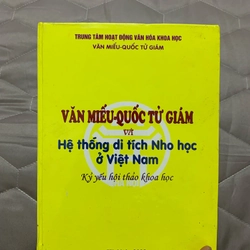 TRUNG TÂM HOẠT ĐỘNG VĂN HÓA KHOA HỌC
VĂN MIẾU-QUỐC TỬ GIÁM
VĂN MIẾU-QUỐC TỬ GIÁM
và
Hệ thống di tích Nho học
ở Việt Nam
Kỷ yếu hội thảo khoa học